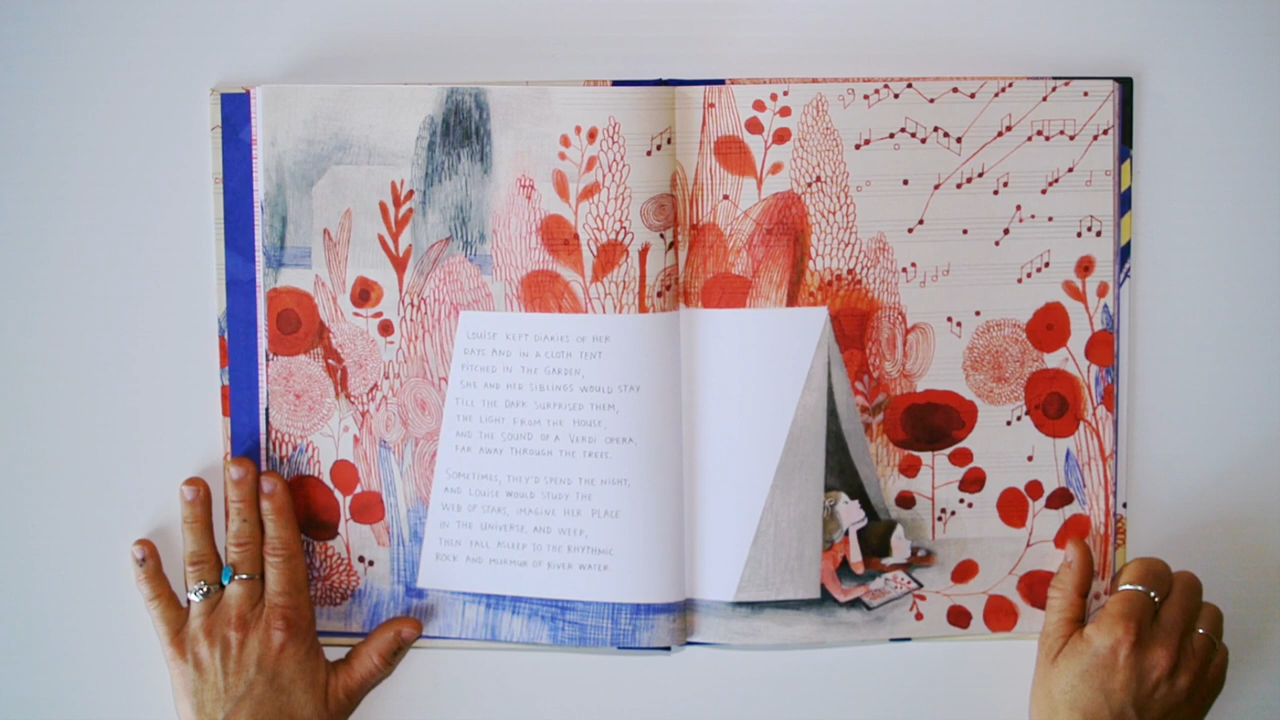 LOUISE KEPT DIARIES OF HER
DAYS AND IN A CLOTH TENT
PITCHED IN THE GARDEN,
SHE AND HER SIBLINGS WOULD STAY
TILL THE DARK SURPRISED THEM,
THE LIGHT FROM THE HOUSE,
AND THE SOUND OF A VERDI OPERA,
FAR AWAY THROUGH THE TREES.
SOMETIMES, THEY'D SPEND THE NIGHT,
AND LOUISE WOULD STUDY THE
WEB OF STARS, IMAGINE HER PLACE
IN THE UNIVERSE, AND WEEP,
THEN FALL ASLEEP TO THE RHYTHMIC
ROCK AND MURMUR OF RIVER WATER.